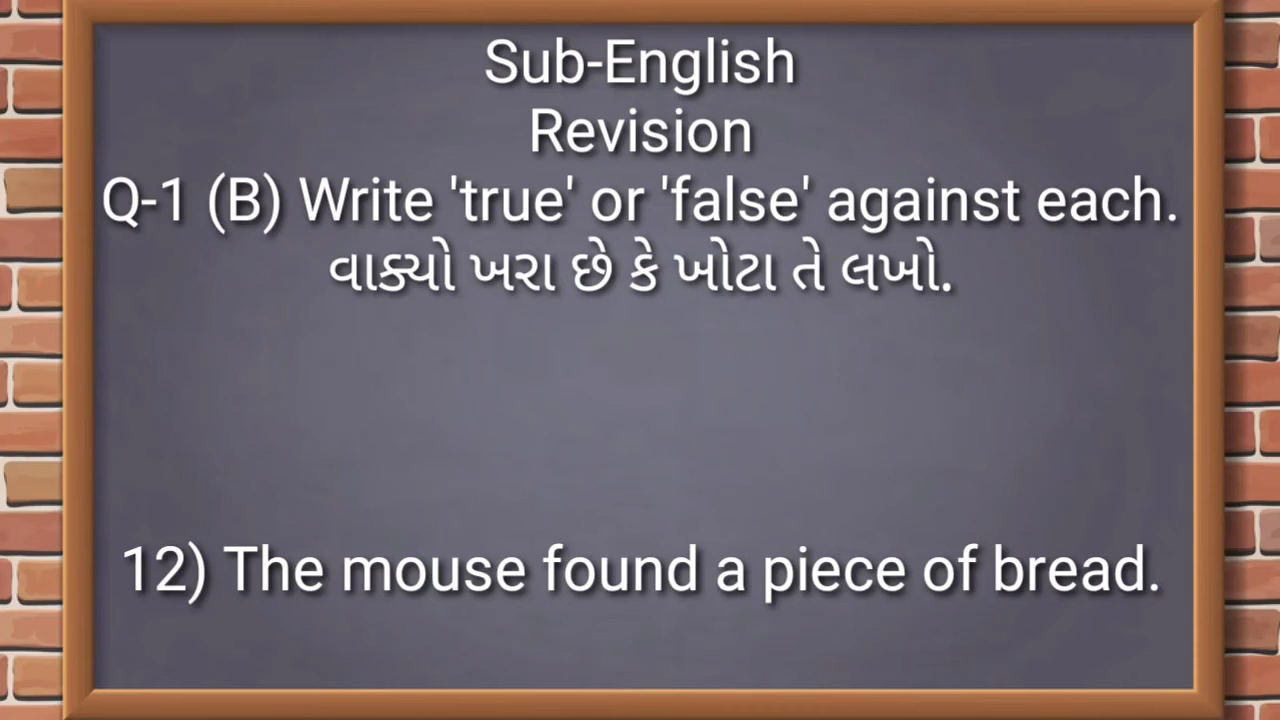 Sub-English
Revision
Q-1 (B) Write 'true' or 'false' against each.
વાક્યો ખરા છે કે ખોટા તે લખો.
12) The mouse found a piece of bread.